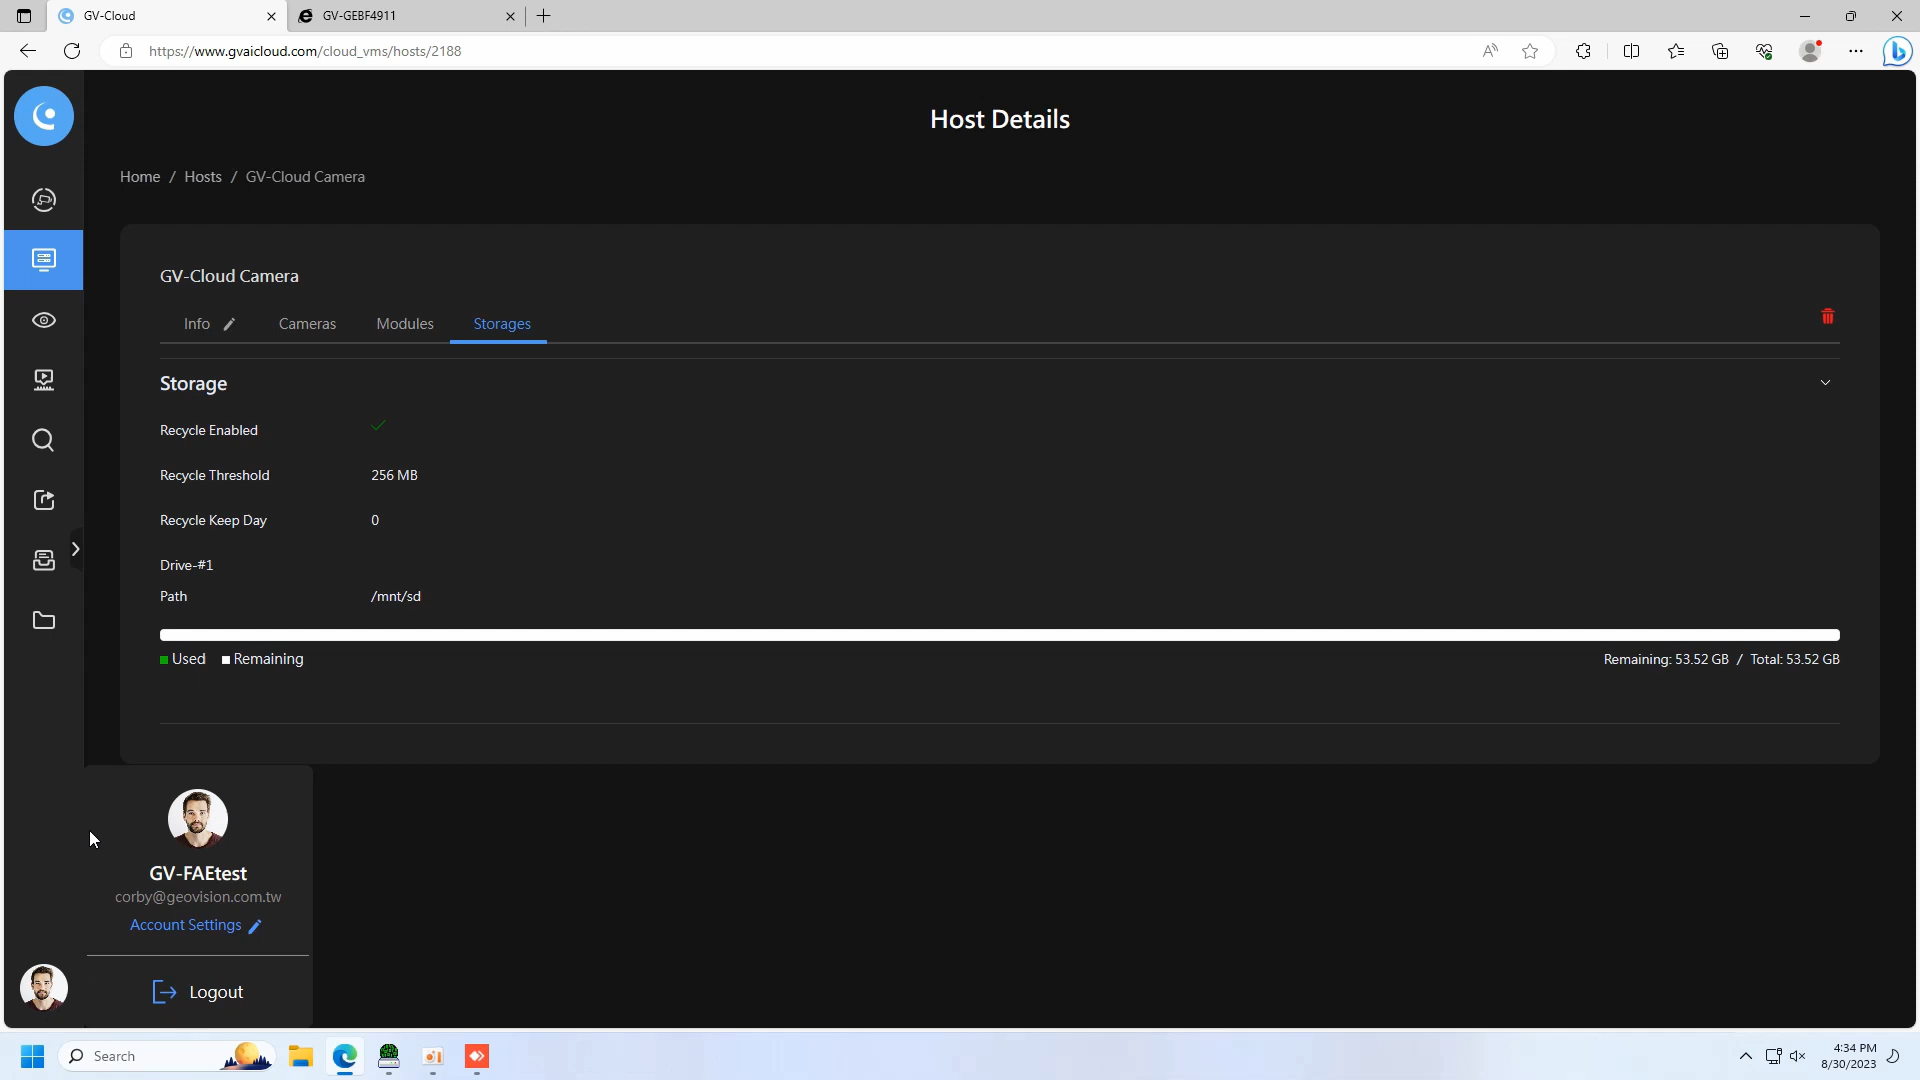 GV-Cloud
GV-GEBF4911
https://www.gvaicloud.com/cloud_vms/hosts/2188
Host Details
Home / Hosts / GV-Cloud Camera
GV-Cloud Camera
Info Cameras Modules Storages
Storage
Recycle Enabled
Recycle Threshold 256 MB
Recycle Keep Day 0
Drive-#1
Path /mnt/sd
Used Remaining Remaining: 53.52 GB / Total: 53.52 GB
GV-FAEtest
corby@geovision.com.tw
Account Settings
Logout
Search
4:34 PM
8/30/2023